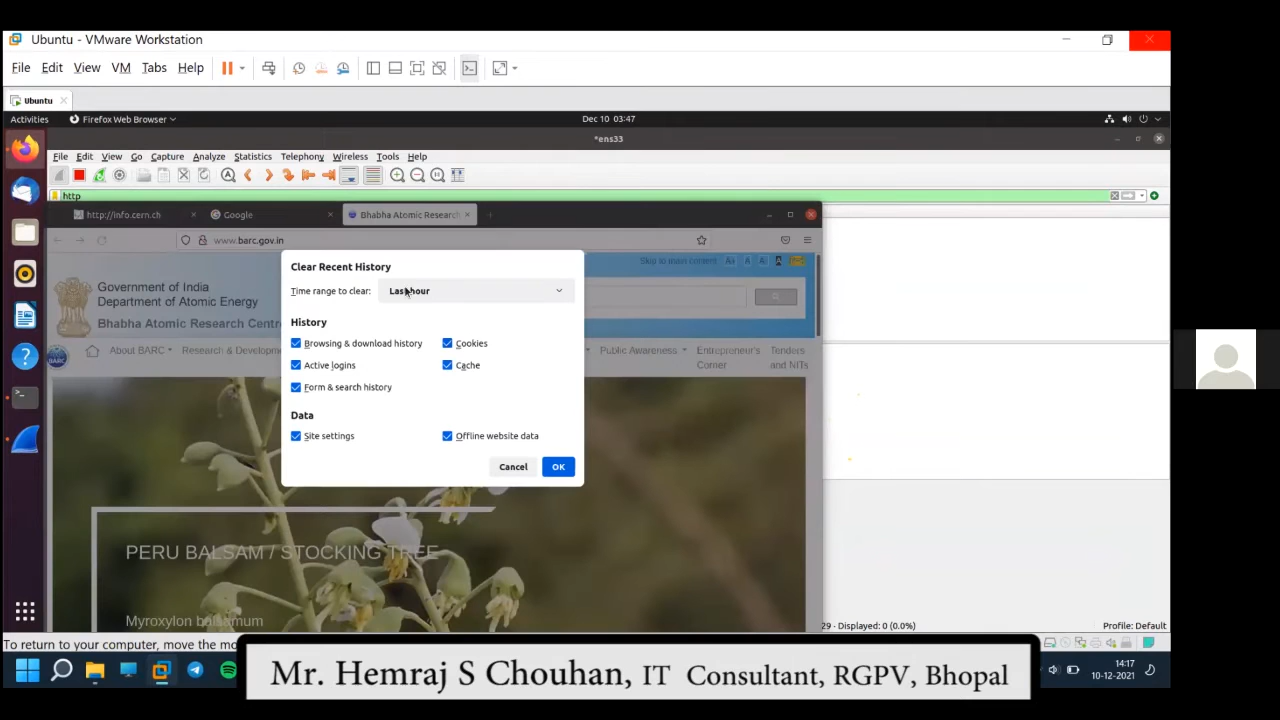 Ubuntu - VMware Workstation
File Edit View VM Tabs Help
Ubuntu
Activities Firefox Web Browser Dec 10 03:47
*ens33
File Edit View Go Capture Analyze Statistics Telephony Wireless Tools Help
http
http://info.cern.ch Google Bhabha Atomic Research
www.barc.gov.in
Skip to main content
Clear Recent History
Time range to clear: Last hour
Government of India
Department of Atomic Energy
Bhabha Atomic Research Centre
History
Browsing & download history Cookies
About BARC Research & Developm Public Awareness Entrepreneur's Corner Tenders and NITs
Active logins Cache
Form & search history
Data
Site settings Offline website data
Cancel OK
PERU BALSAM / STOCKING TREE
Myroxylon balsamum
29 · Displayed: 0 (0.0%) Profile: Default
To return to your computer, move the mo
Mr. Hemraj S Chouhan, IT Consultant, RGPV, Bhopal
14:17
10-12-2021